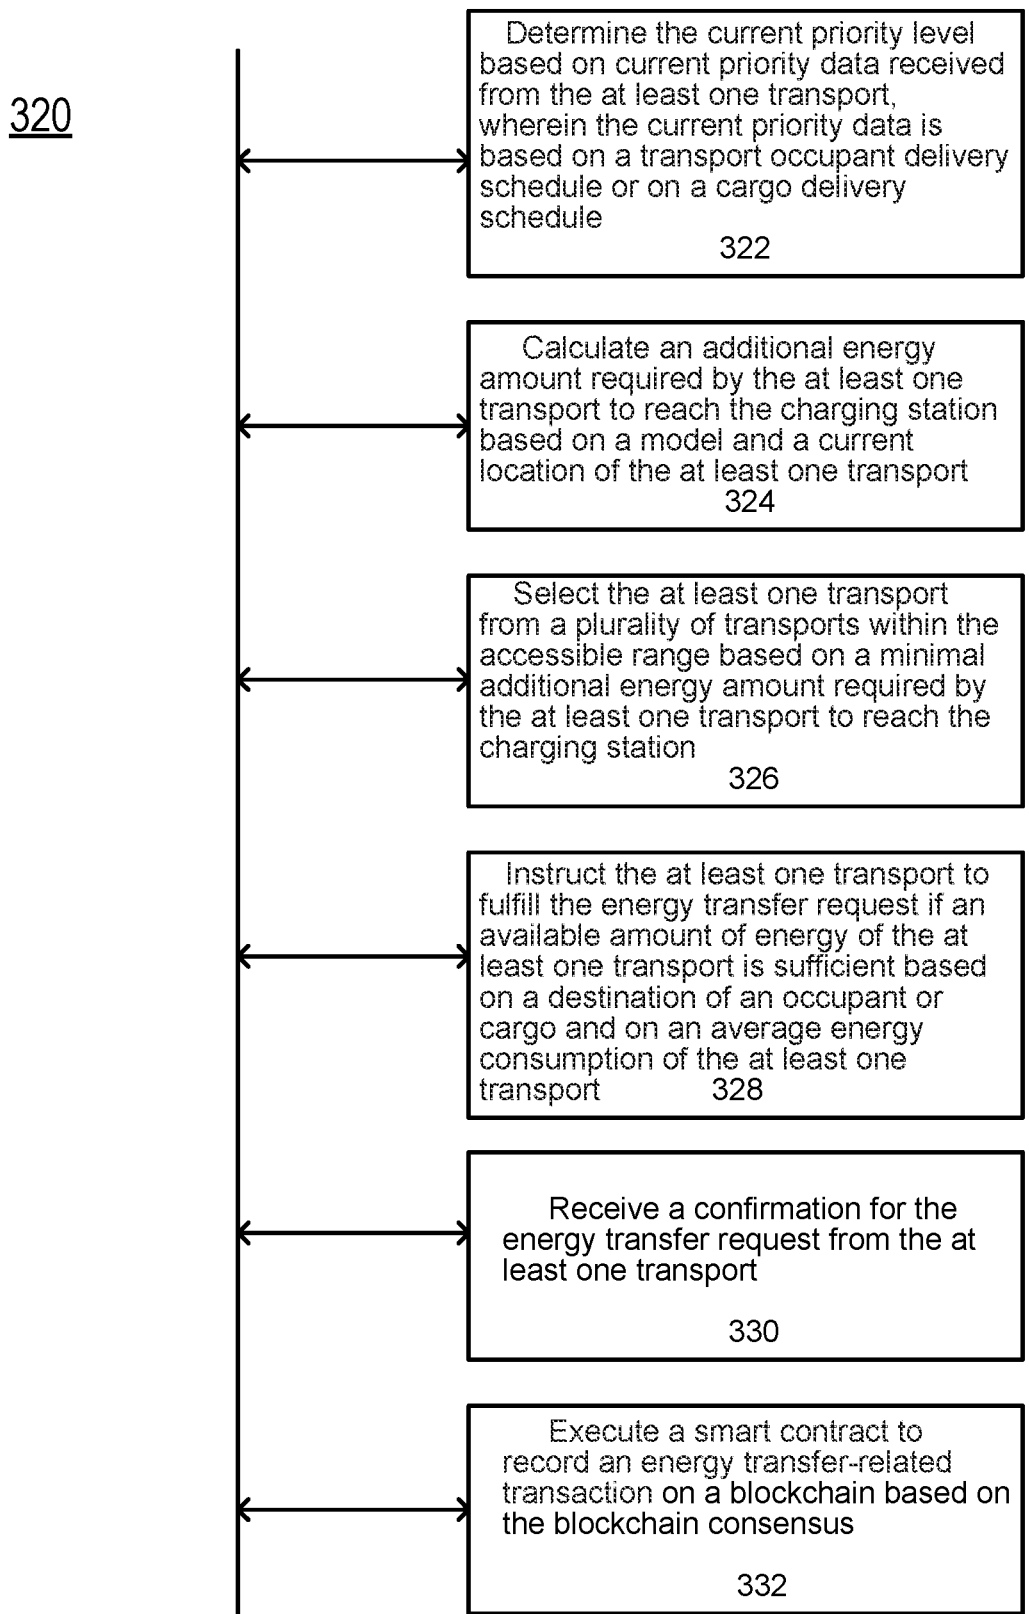 320
Determine the current priority level
based on current priority data received
from the at least one transport,
wherein the current priority data is
based on a transport occupant delivery
schedule or on a cargo delivery
schedule
322
Calculate an additional energy
amount required by the at least one
transport to reach the charging station
based on a model and a current
location of the at least one transport
324
Select the at least one transport
from a plurality of transports within the
accessible range based on a minimal
additional energy amount required by
the at least one transport to reach the
charging station
326
Instruct the at least one transport to
fulfill the energy transfer request if an
available amount of energy of the at
least one transport is sufficient based
on a destination of an occupant or
cargo and on an average energy
consumption of the at least one
transport 328
Receive a confirmation for the
energy transfer request from the at
least one transport
330
Execute a smart contract to
record an energy transfer-related
transaction on a blockchain based on
the blockchain consensus
332